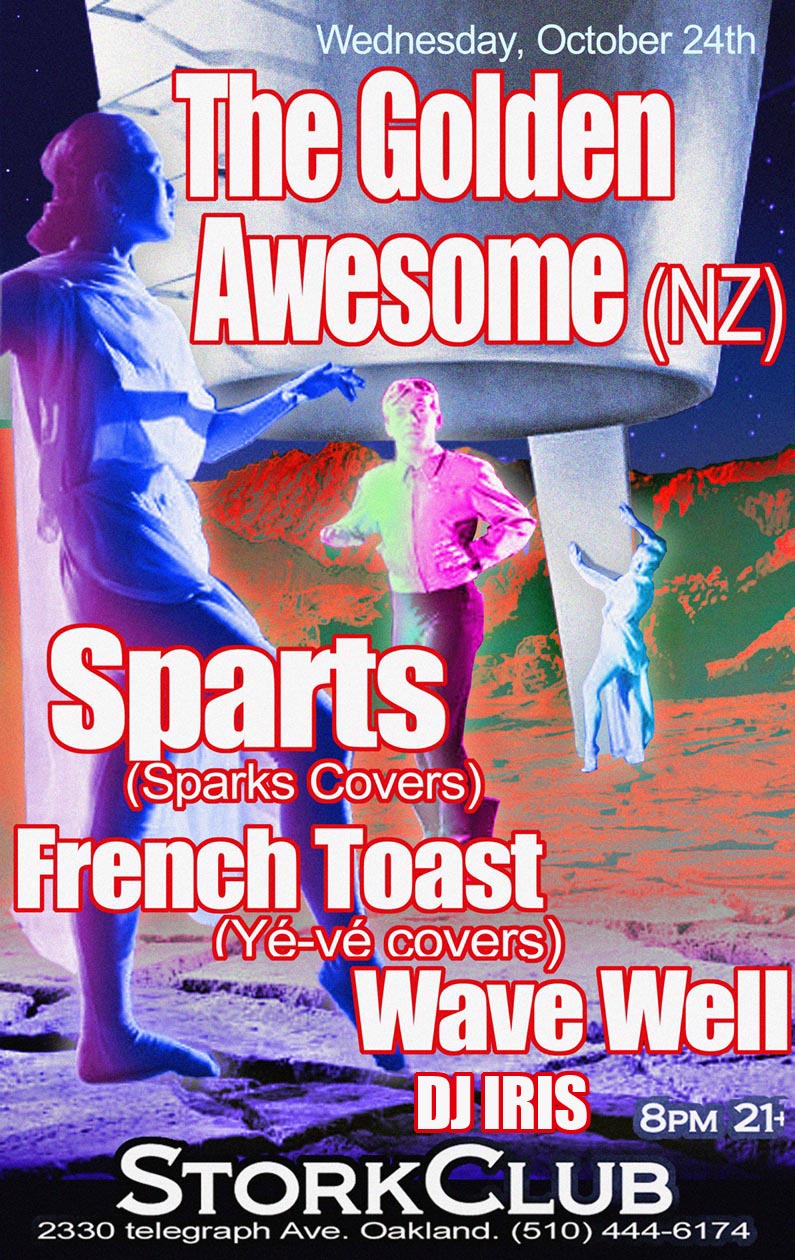 Wednesday, October 24th
The Golden
Awesome (NZ)
Sparts
(Sparks Covers)
French Toast
(Yé-vé covers)
Wave Well
DJ IRIS
8PM 21+
STORKCLUB
2330 telegraph Ave. Oakland. (510) 444-6174